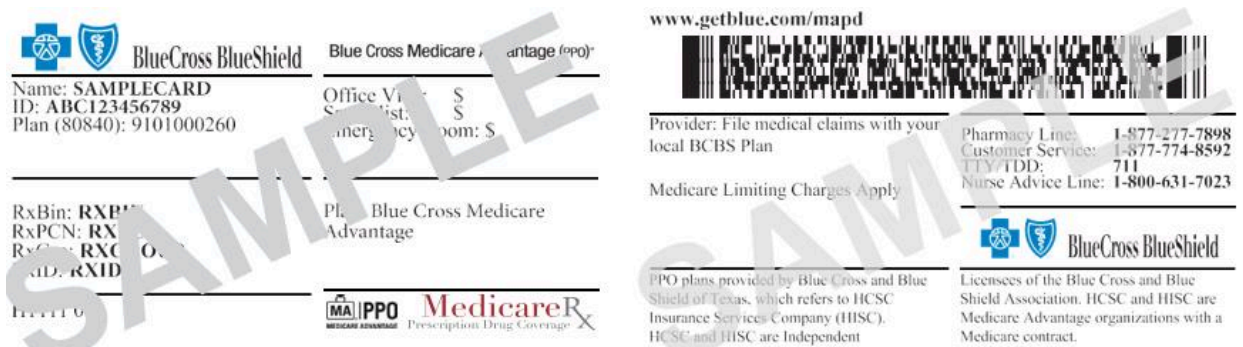 BlueCross BlueShield
Blue Cross Medicare (PPO)
Name: SAMPLECARD
ID: ABC123456789
Plan (80840): 9101000260
Office $
$
$
RxBin:
RxPCN:
Blue Cross Medicare
Advantage
MA PPO
MEDICARE ADVANTAGE
MedicareRx
Prescription Drug Coverage
SAMPLE
www.getblue.com/mapd
Provider: File medical claims with your
local BCBS Plan
Medicare Limiting Charges Apply
Pharmacy Line: 1-877-277-7898
Customer Service: 1-877-774-8592
TTY/TDD: 711
Nurse Advice Line: 1-800-631-7023
BlueCross BlueShield
PPO plans provided by Blue Cross and Blue
Shield of Texas, which refers to HCSC
Insurance Services Company (HISC).
HCSC and HISC are Independent
Licensees of the Blue Cross and Blue
Shield Association. HCSC and HISC are
Medicare Advantage organizations with a
Medicare contract.
SAMPLE